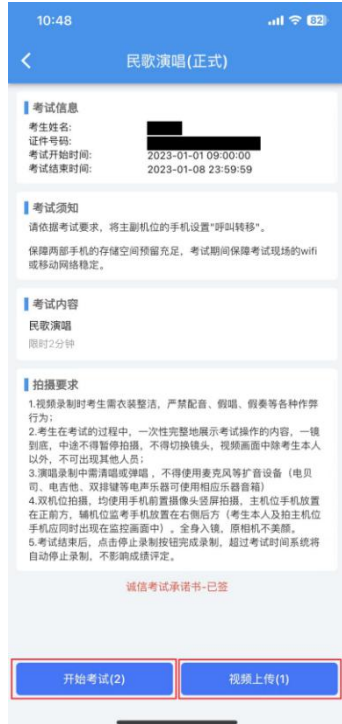 10:48
82
民歌演唱(正式)
考试信息
考生姓名:
证件号码:
考试开始时间: 2023-01-01 09:00:00
考试结束时间: 2023-01-08 23:59:59
考试须知
请依据考试要求，将主副机位的手机设置"呼叫转移"。
保障两部手机的存储空间预留充足，考试期间保障考试现场的wifi
或移动网络稳定。
考试内容
民歌演唱
限时2分钟
拍摄要求
1.视频录制时考生需衣装整洁，严禁配音、假唱、假奏等各种作弊
行为；
2.考生在考试的过程中，一次性完整地展示考试操作的内容，一镜
到底，中途不得暂停拍摄，不得切换镜头，视频画面中除考生本人
以外，不可出现其他人员；
3.演唱录制中需清唱或弹唱，不得使用麦克风等扩音设备（电贝
司、电吉他、双排键等电声乐器可使用相应乐器音箱）
4.双机位拍摄，均使用手机前置摄像头竖屏拍摄，主机位手机放置
在正前方，辅机位监考手机放置在右侧后方（考生本人及拍主机位
手机应同时出现在监控画面中）。全身入镜，原相机不美颜。
5.考试结束后，点击停止录制按钮完成录制，超过考试时间系统将
自动停止录制，不影响成绩评定。
诚信考试承诺书-已签
开始考试(2)
视频上传(1)